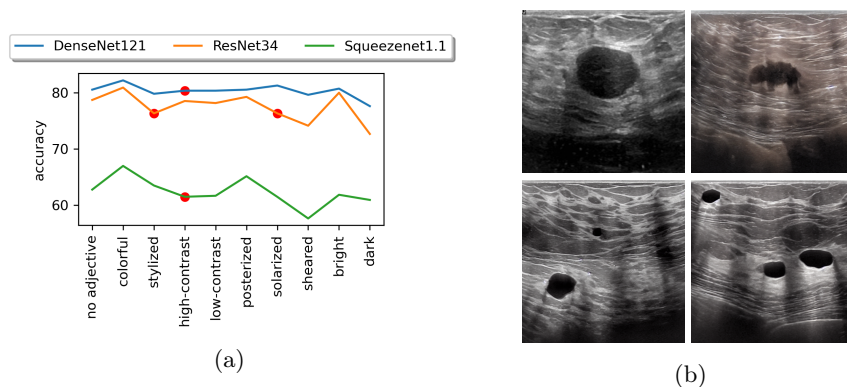 DenseNet121 ResNet34 Squeezenet1.1
accuracy
80
70
60
no adjective
colorful
stylized
high-contrast
low-contrast
posterized
solarized
sheared
bright
dark
(a)
(b)